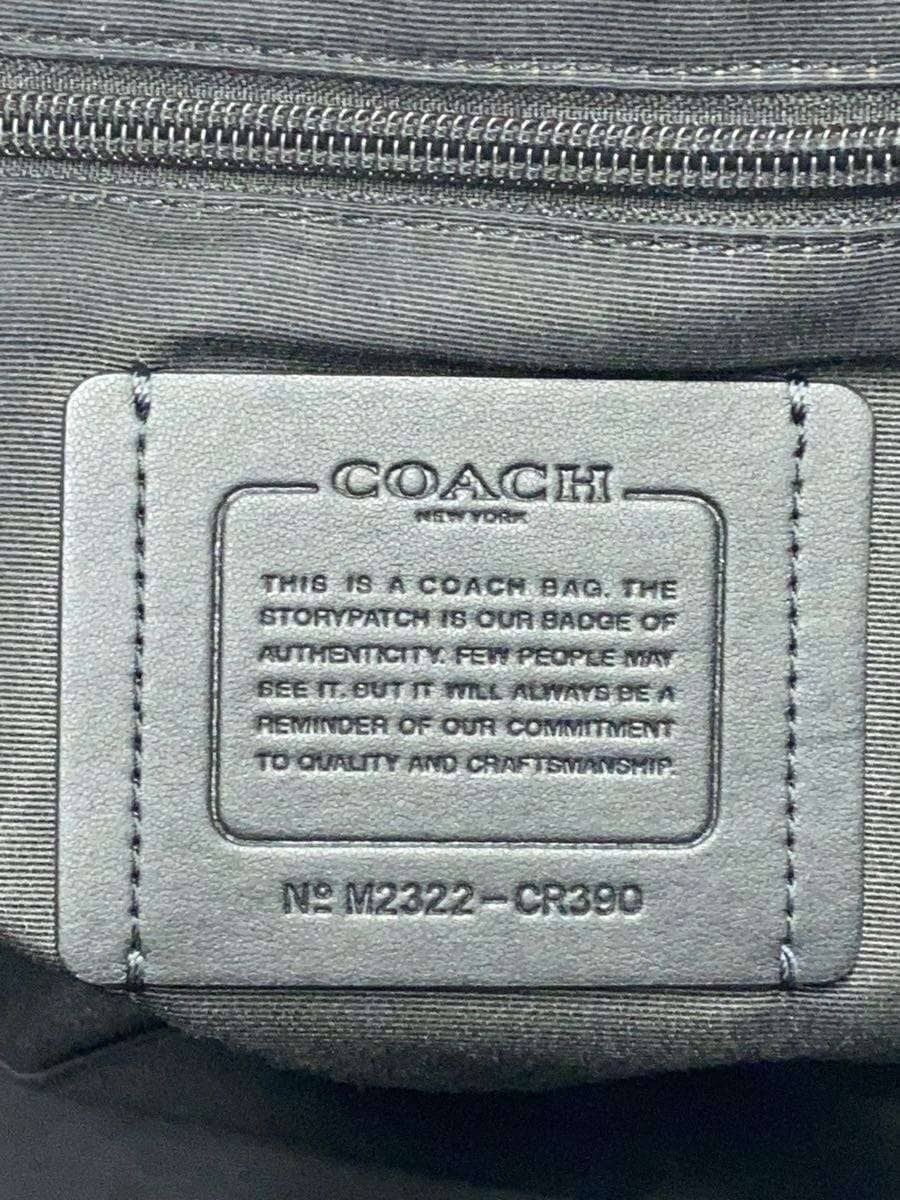 COACH
NEW YORK
THIS IS A COACH BAG. THE
STORYPATCH IS OUR BADGE OF
AUTHENTICITY. FEW PEOPLE MAY
SEE IT. BUT IT WILL ALWAYS BE A
REMINDER OF OUR COMMITMENT
TO QUALITY AND CRAFTSMANSHIP.
Nº M2322-CR390